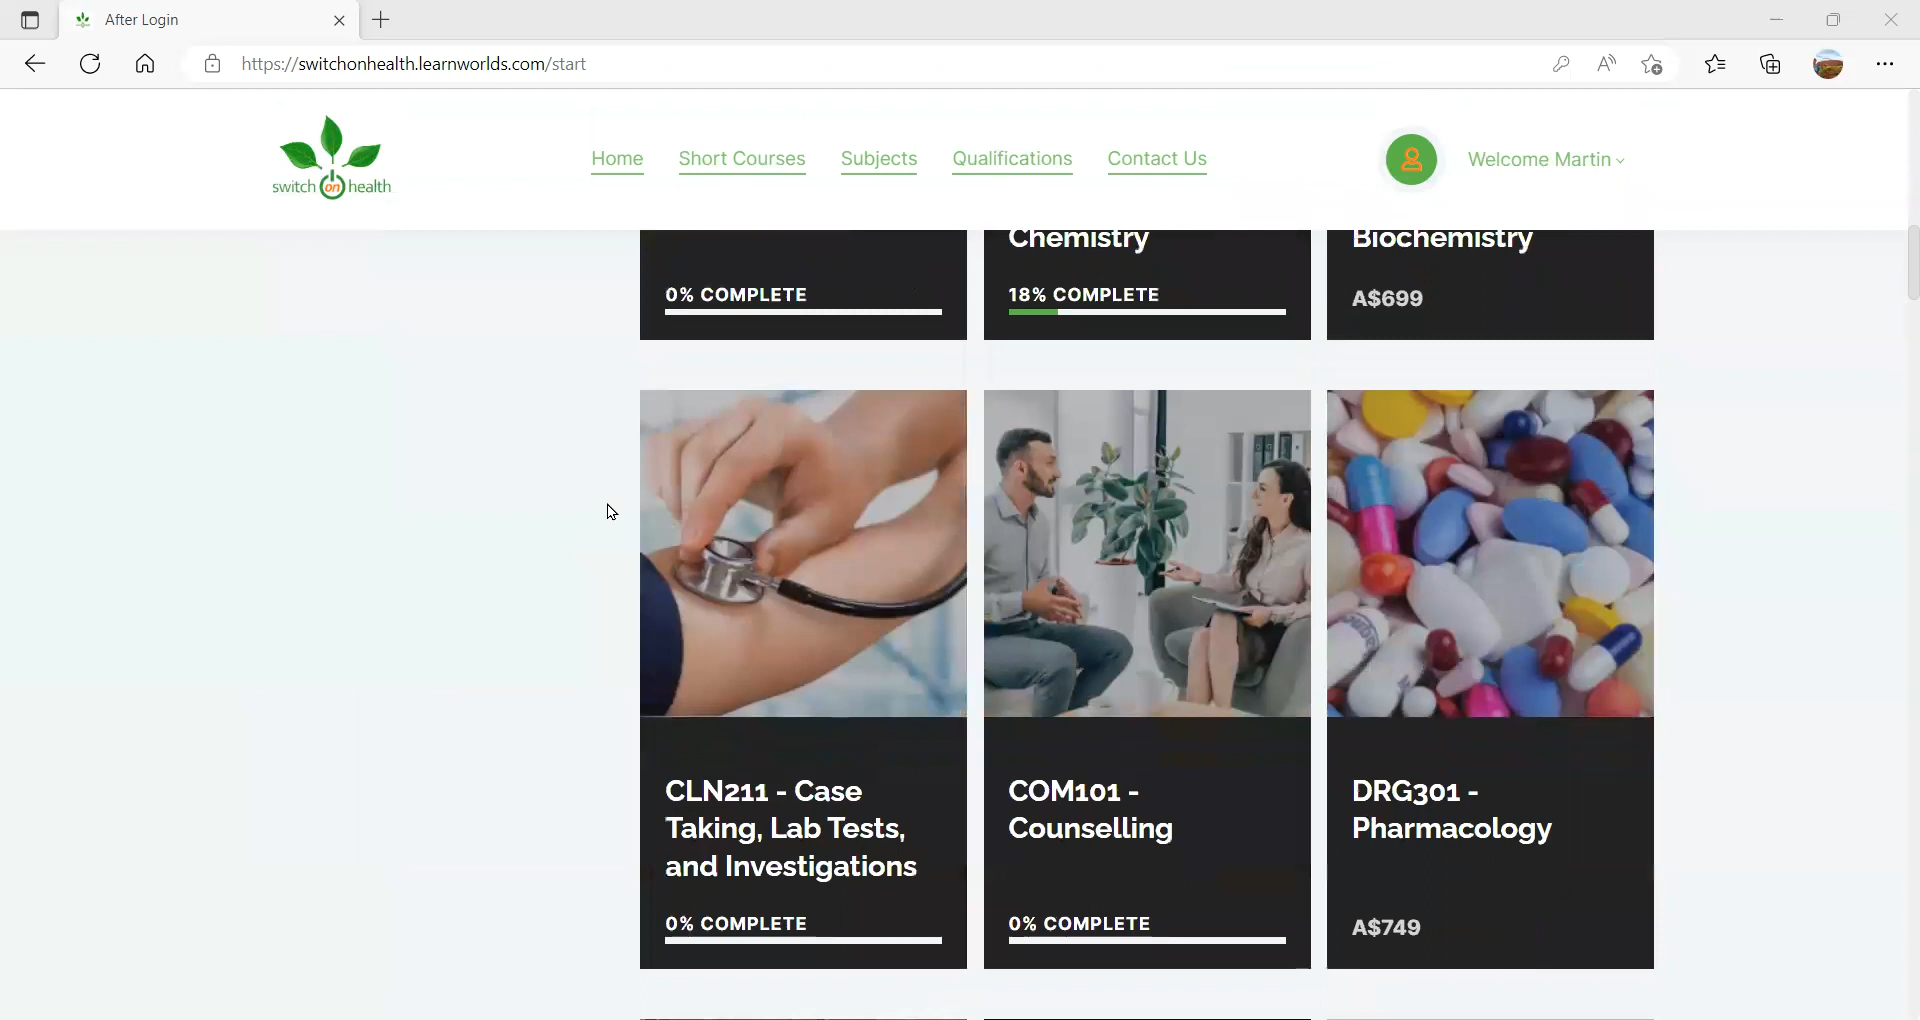 After Login
https://switchonhealth.learnworlds.com/start
switch on health
Home
Short Courses
Subjects
Qualifications
Contact Us
Welcome Martin
Chemistry
Biochemistry
0% COMPLETE
18% COMPLETE
A$699
CLN211 - Case
Taking, Lab Tests,
and Investigations
0% COMPLETE
COM101 -
Counselling
0% COMPLETE
DRG301 -
Pharmacology
A$749